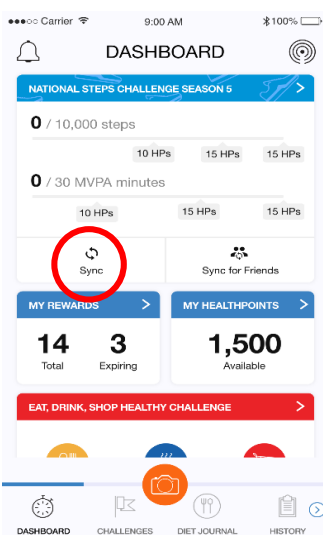 Carrier 9:00 AM 100%
DASHBOARD
NATIONAL STEPS CHALLENGE SEASON 5
0 / 10,000 steps
10 HPs 15 HPs 15 HPs
0 / 30 MVPA minutes
10 HPs 15 HPs 15 HPs
Sync Sync for Friends
MY REWARDS MY HEALTHPOINTS
14 3 1,500
Total Expiring Available
EAT, DRINK, SHOP HEALTHY CHALLENGE
DASHBOARD CHALLENGES DIET JOURNAL HISTORY